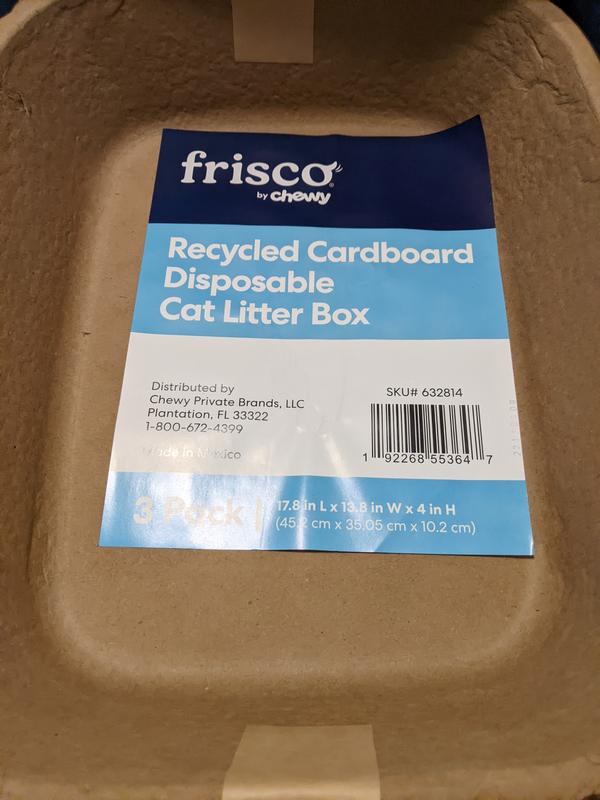 frisco®
by chewy
Recycled Cardboard
Disposable
Cat Litter Box
Distributed by
Chewy Private Brands, LLC
Plantation, FL 33322
1-800-672-4399
Made in Mexico
SKU# 632814
1 92268 55364 7
3 Pack | 17.8 in L x 13.8 in W x 4 in H
(45.2 cm x 35.05 cm x 10.2 cm)